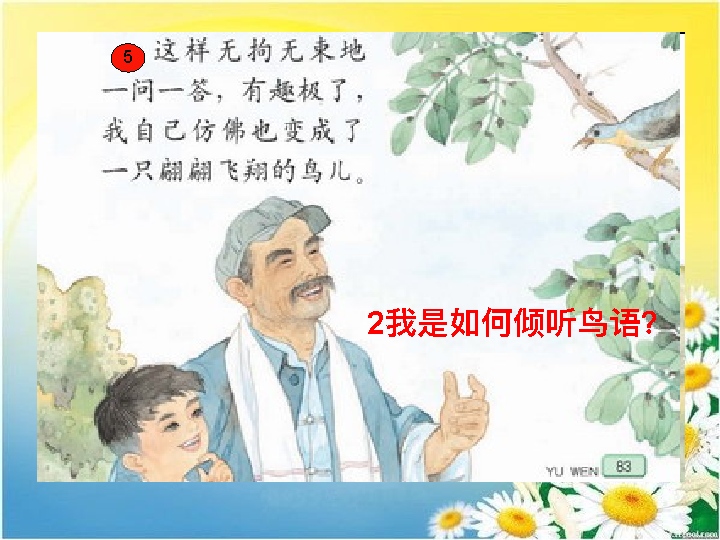 5
这样无拘无束地
一问一答，有趣极了，
我自己仿佛也变成了
一只翩翩飞翔的鸟儿。
2我是如何倾听鸟语?
YU WEN 83